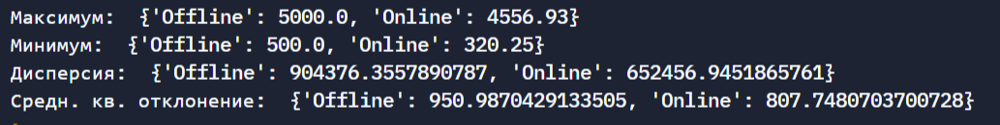 Максимум:  {'Offline': 5000.0, 'Online': 4556.93}
Минимум:  {'Offline': 500.0, 'Online': 320.25}
Дисперсия:  {'Offline': 904376.3557890787, 'Online': 652456.9451865761}
Средн. кв. отклонение:  {'Offline': 950.9870429133505, 'Online': 807.7480703700728}